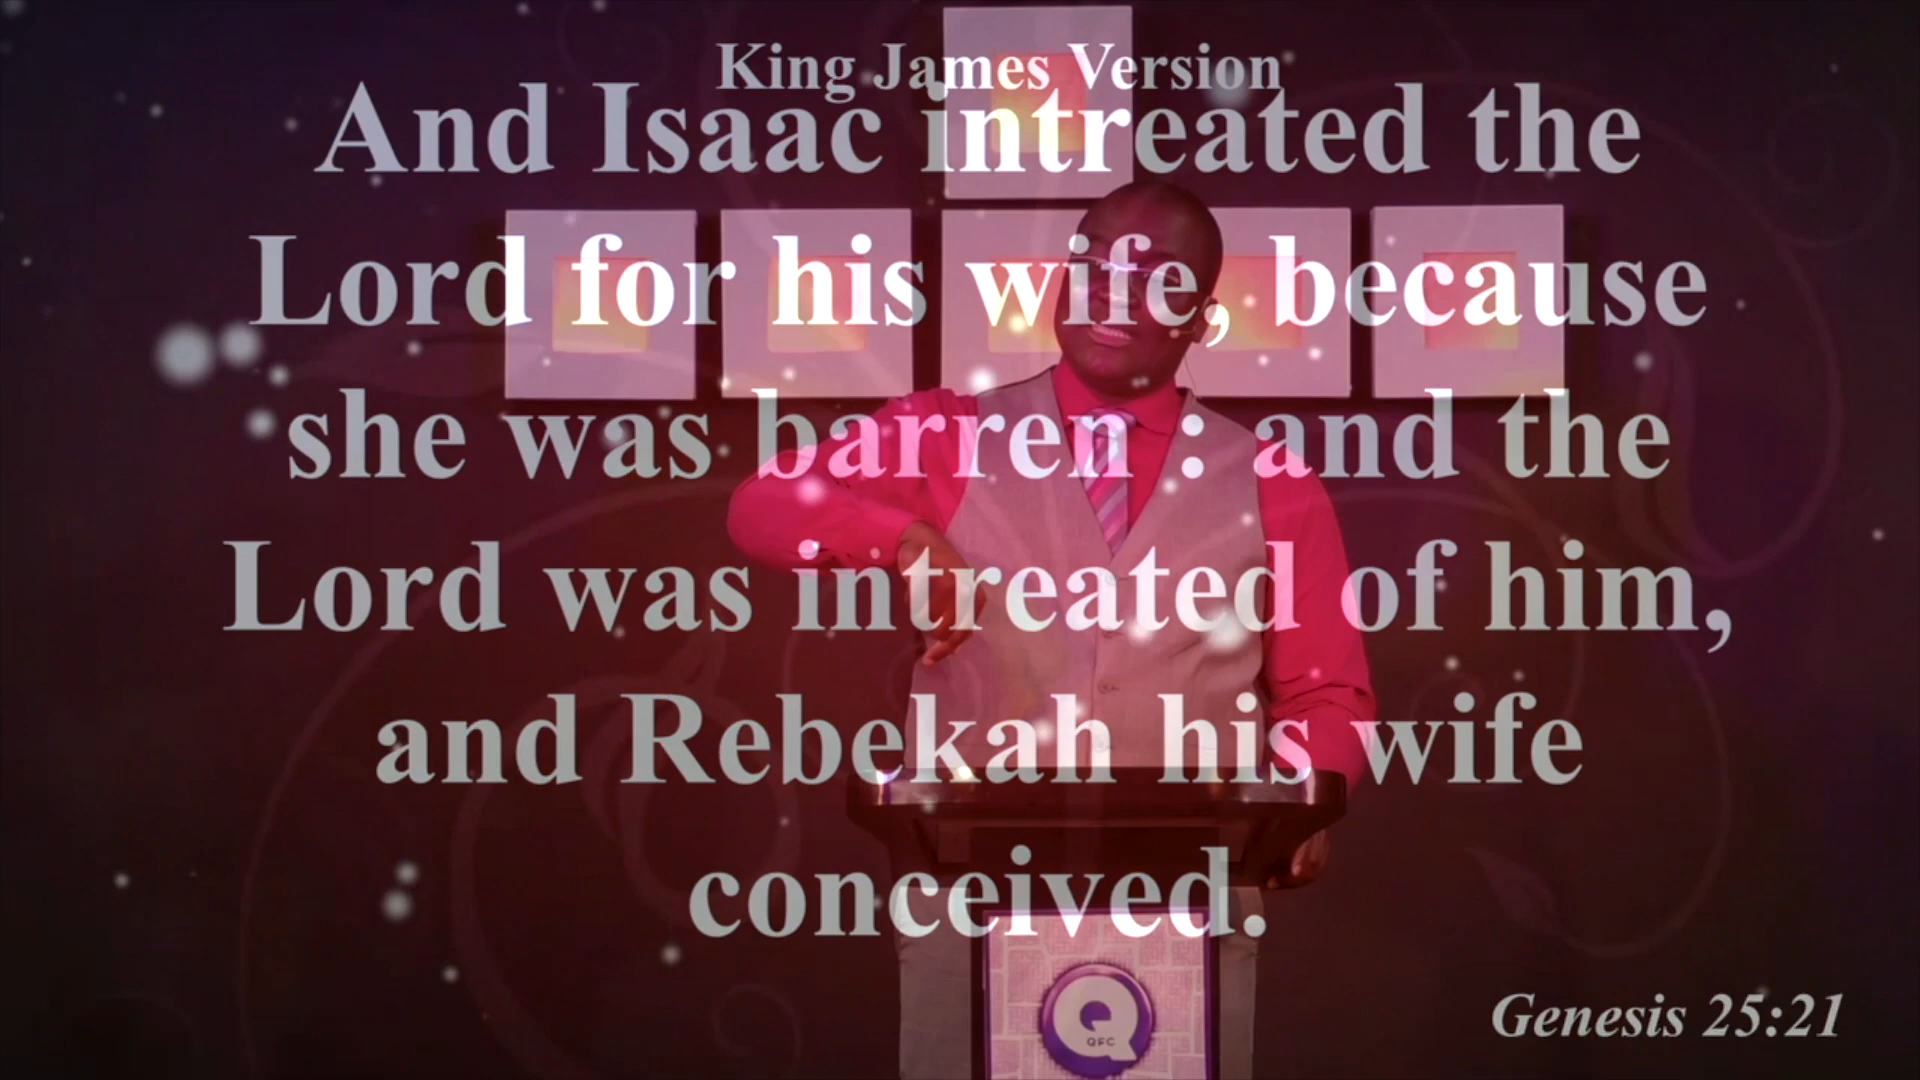 King James Version
And Isaac intreated the
Lord for his wife, because
she was barren : and the
Lord was intreated of him,
and Rebekah his wife
conceived.
QFC
Genesis 25:21